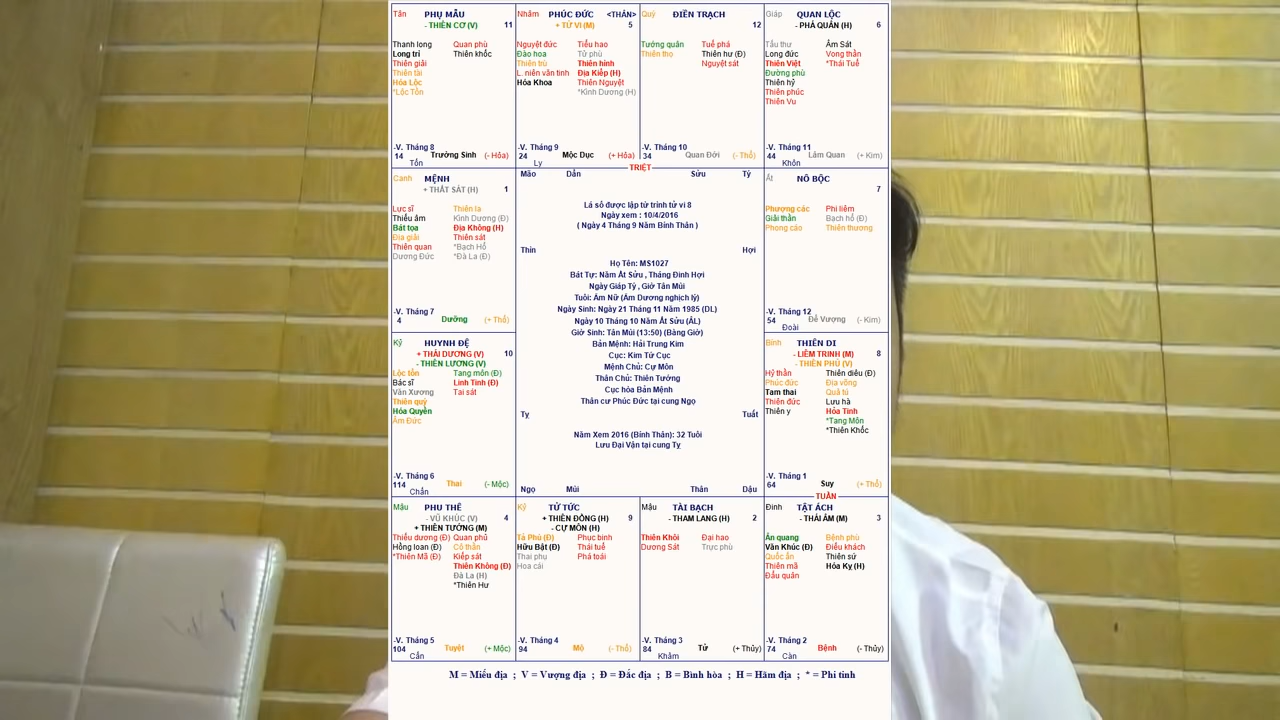 Tân PHỤ MẪU
- THIÊN CƠ (V) 11
Thanh long Quan phù
Long trì Thiên khốc
Thiên giải
Thiên tài
Hóa Lộc
*Lộc Tồn
-V. Tháng 8
14 Trường Sinh (- Hỏa)
Tốn
Nhâm PHÚC ĐỨC <THÂN>
+ TỬ VI (M) 5
Nguyệt đức Tiểu hao
Đào hoa Tử phù
Thiên trù Thiên hình
L. niên văn tinh Địa Kiếp (H)
Hóa Khoa Thiên Nguyệt
*Kình Dương (H)
-V. Tháng 9
24 Mộc Dục (+ Hỏa)
Ly
Quý ĐIỀN TRẠCH
12
Tướng quân Tuế phá
Thiên thọ Thiên hư (Đ)
Nguyệt sát
-V. Tháng 10
34 Quan Đới (- Thổ)
Giáp QUAN LỘC
- PHÁ QUÂN (H) 6
Tấu thư Âm Sát
Long đức Vong thần
Thiên Việt *Thái Tuế
Đường phù
Thiên hỷ
Thiên phúc
Thiên Vu
-V. Tháng 11
44 Lâm Quan (+ Kim)
Khôn
TRIỆT
Canh MỆNH
+ THẤT SÁT (H) 1
Lực sĩ Thiên la
Thiếu âm Kình Dương (Đ)
Bát tọa Địa Không (H)
Địa giải Thiên sát
Thiên quan *Bạch Hổ
Dương Đức *Đà La (Đ)
-V. Tháng 7
4 Dưỡng (+ Thổ)
Mão Dần Sửu Tý
Lá số được lập từ trình tử vi 8
Ngày xem : 10/4/2016
( Ngày 4 Tháng 9 Năm Bính Thân )
Thìn Hợi
Họ Tên: MS1027
Bát Tự: Năm Ất Sửu , Tháng Đinh Hợi
Ngày Giáp Tý , Giờ Tân Mùi
Tuổi: Âm Nữ (Âm Dương nghịch lý)
Ngày Sinh: Ngày 21 Tháng 11 Năm 1985 (DL)
Ngày 10 Tháng 10 Năm Ất Sửu (ÂL)
Giờ Sinh: Tân Mùi (13:50) (Bàng Giờ)
Bản Mệnh: Hải Trung Kim
Cục: Kim Tứ Cục
Mệnh Chủ: Cự Môn
Thân Chủ: Thiên Tướng
Cục hòa Bản Mệnh
Thân cư Phúc Đức tại cung Ngọ
Tỵ Tuất
Năm Xem 2016 (Bính Thân): 32 Tuổi
Lưu Đại Vận tại cung Tỵ
Ngọ Mùi Thân Dậu
Ất NÔ BỘC
7
Phượng các Phi liêm
Giải thần Bạch hổ (Đ)
Phong cáo Thiên thương
-V. Tháng 12
54 Đế Vượng (- Kim)
Đoài
Kỷ HUYNH ĐỆ
+ THÁI DƯƠNG (V) 10
- THIÊN LƯƠNG (V)
Lộc tồn Tang môn (Đ)
Bác sĩ Linh Tinh (Đ)
Văn Xương Tai sát
Thiên quý
Hóa Quyền
Âm Đức
-V. Tháng 6
114 Thai (- Mộc)
Chấn
Bính THIÊN DI
- LIÊM TRINH (M) 8
- THIÊN PHỦ (V)
Hỷ thần Thiên diêu (Đ)
Phúc đức Địa võng
Tam thai Quả tú
Thiên đức Lưu hà
Thiên y Hỏa Tinh
*Tang Môn
*Thiên Khốc
-V. Tháng 1
64 Suy (+ Thổ)
TUẦN
Mậu PHU THÊ
- VŨ KHÚC (V) 4
+ THIÊN TƯỚNG (M)
Thiếu dương (Đ) Quan phủ
Hồng loan (Đ) Cô thần
*Thiên Mã (Đ) Kiếp sát
Thiên Không (Đ)
Đà La (H)
*Thiên Hư
-V. Tháng 5
104 Tuyệt (+ Mộc)
Cấn
Kỷ TỬ TỨC
+ THIÊN ĐỒNG (H) 9
- CỰ MÔN (H)
Tả Phù (Đ) Phục binh
Hữu Bật (Đ) Thái tuế
Thai phụ Phá toái
Hoa cái
-V. Tháng 4
94 Mộ (- Thổ)
Mậu TÀI BẠCH
- THAM LANG (H) 2
Thiên Khôi Đại hao
Dương Sát Trực phù
-V. Tháng 3
84 Tử (+ Thủy)
Khảm
Đinh TẬT ÁCH
- THÁI ÂM (M) 3
Ân quang Bệnh phù
Văn Khúc (Đ) Điếu khách
Quốc ấn Thiên sứ
Thiên mã Hóa Kỵ (H)
Đẩu quân
-V. Tháng 2
74 Bệnh (- Thủy)
Càn
M = Miếu địa ; V = Vượng địa ; Đ = Đắc địa ; B = Bình hòa ; H = Hãm địa ; * = Phi tinh